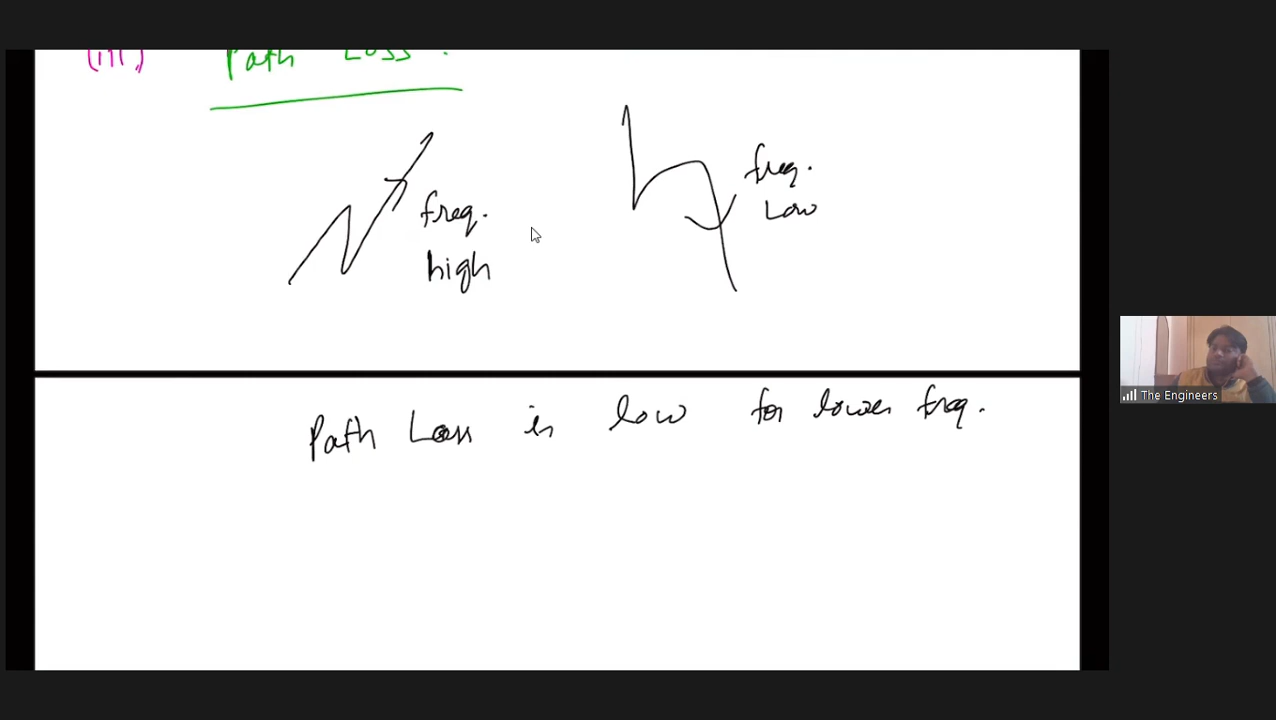 (iii) Path Loss :
freq.
high
freq.
Low
Path Loss is low for lower freq.
The Engineers